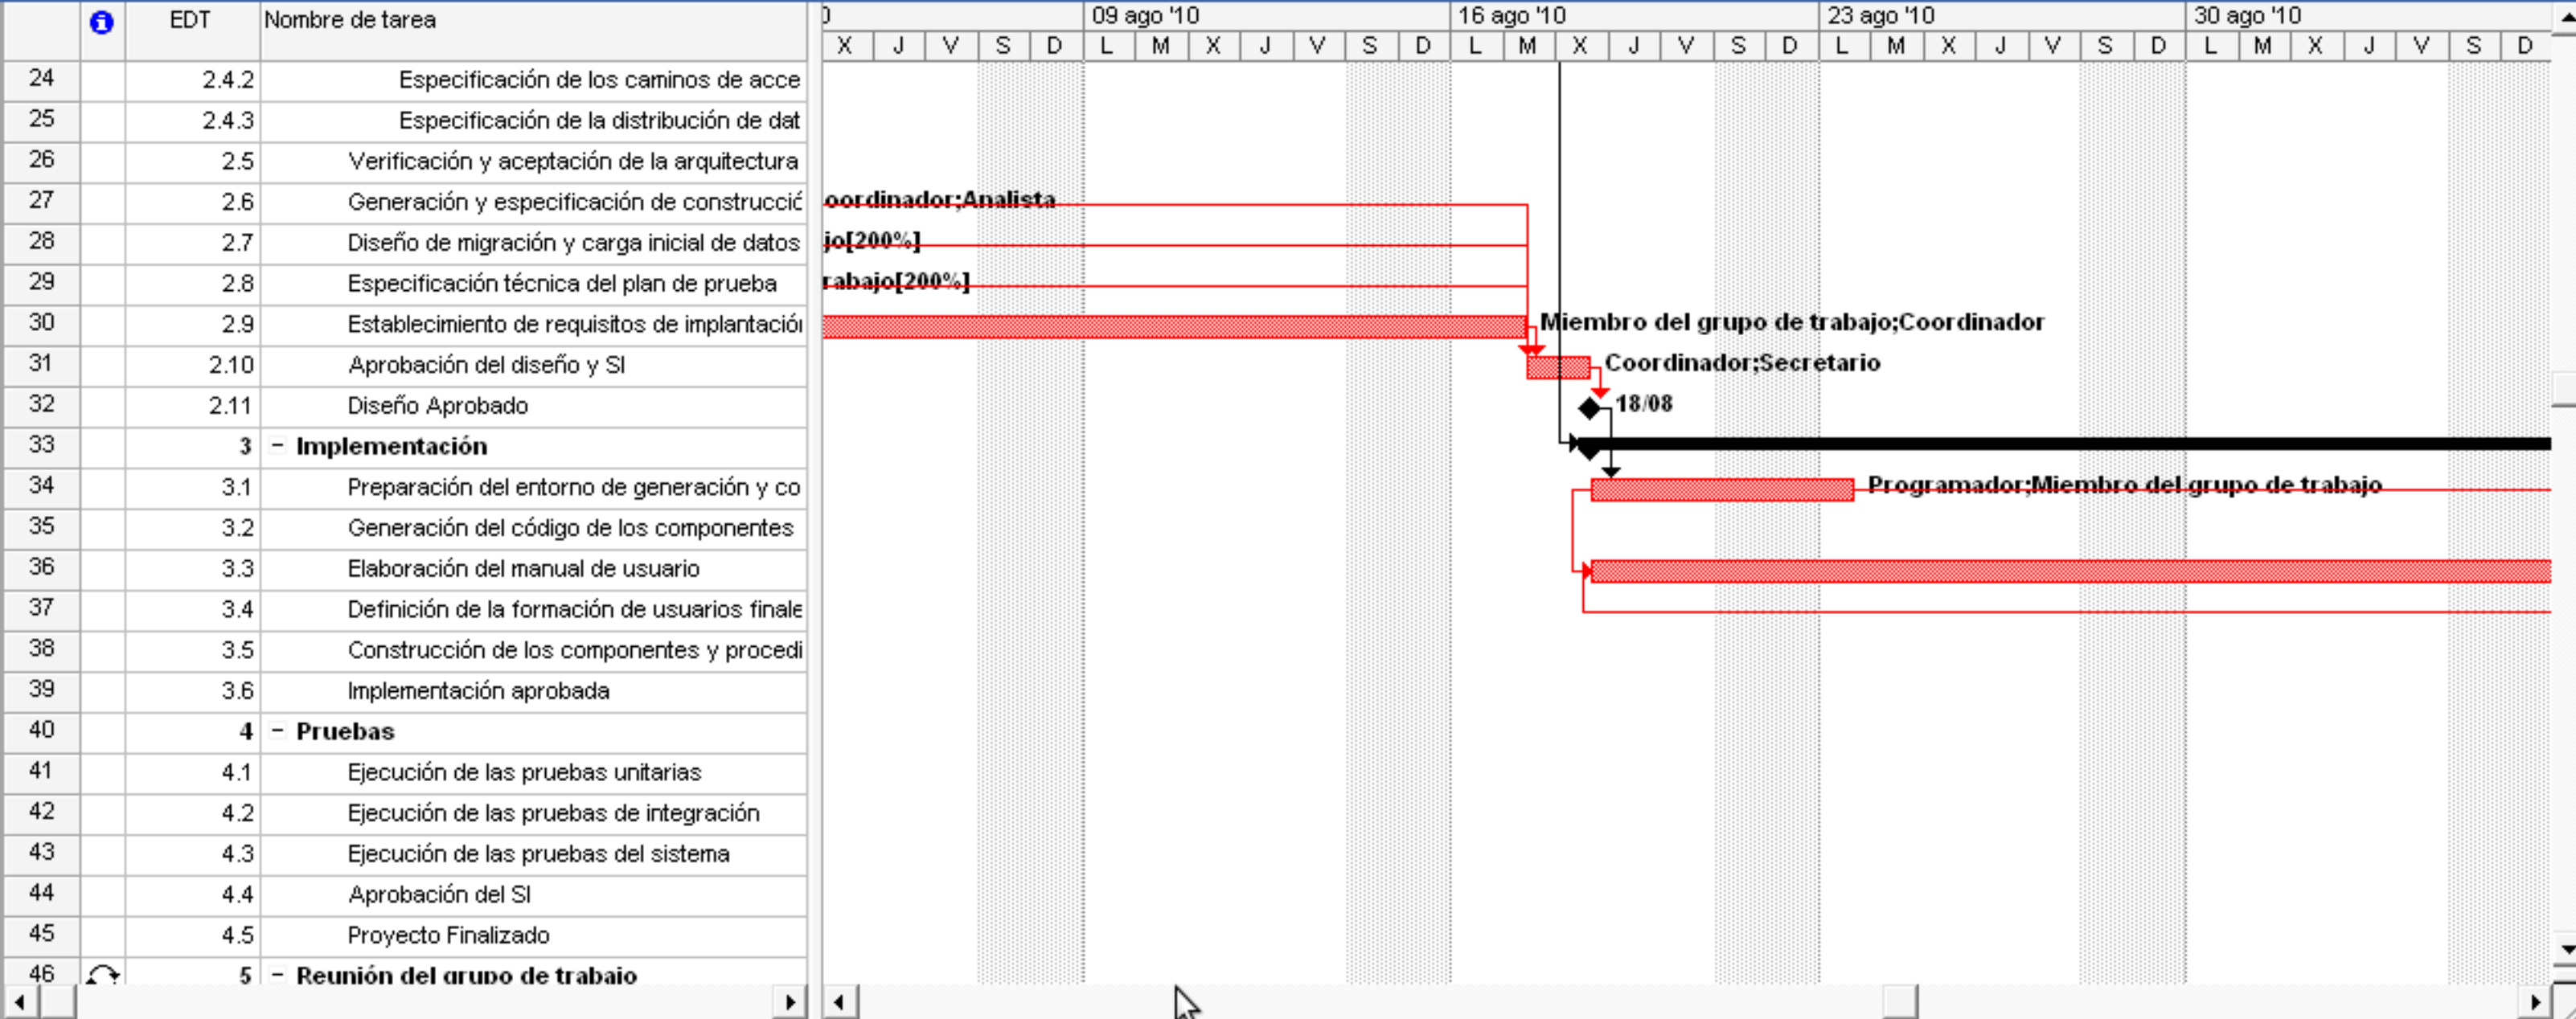 EDT Nombre de tarea 09 ago '10 16 ago '10 23 ago '10 30 ago '10
X J V S D L M X J V S D L M X J V S D L M X J V S D L M X J V S D
24 2.4.2 Especificación de los caminos de acce
25 2.4.3 Especificación de la distribución de dat
26 2.5 Verificación y aceptación de la arquitectura
27 2.6 Generación y especificación de construcció oordinador;Analista
28 2.7 Diseño de migración y carga inicial de datos jo[200%]
29 2.8 Especificación técnica del plan de prueba rabajo[200%]
30 2.9 Establecimiento de requisitos de implantación Miembro del grupo de trabajo;Coordinador
31 2.10 Aprobación del diseño y SI Coordinador;Secretario
32 2.11 Diseño Aprobado 18/08
33 3 − Implementación
34 3.1 Preparación del entorno de generación y co Programador;Miembro del grupo de trabajo
35 3.2 Generación del código de los componentes
36 3.3 Elaboración del manual de usuario
37 3.4 Definición de la formación de usuarios finale
38 3.5 Construcción de los componentes y procedi
39 3.6 Implementación aprobada
40 4 − Pruebas
41 4.1 Ejecución de las pruebas unitarias
42 4.2 Ejecución de las pruebas de integración
43 4.3 Ejecución de las pruebas del sistema
44 4.4 Aprobación del SI
45 4.5 Proyecto Finalizado
46 5 − Reunión del grupo de trabajo